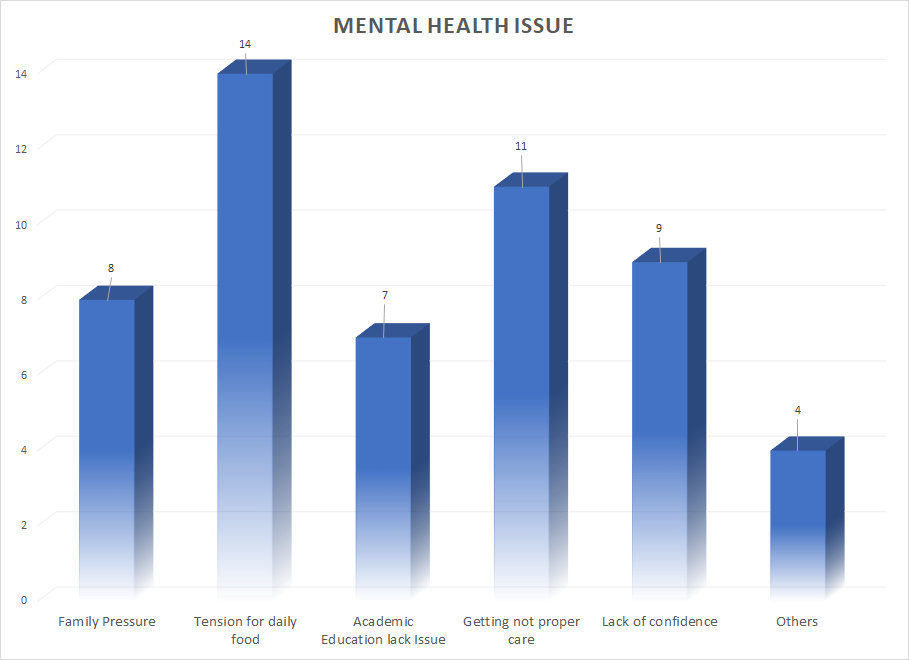 MENTAL HEALTH ISSUE
14
14
12
11
10
9
8
8
7
6
4
4
2
0
Family Pressure
Tension for daily
food
Academic
Education lack Issue
Getting not proper
care
Lack of confidence
Others